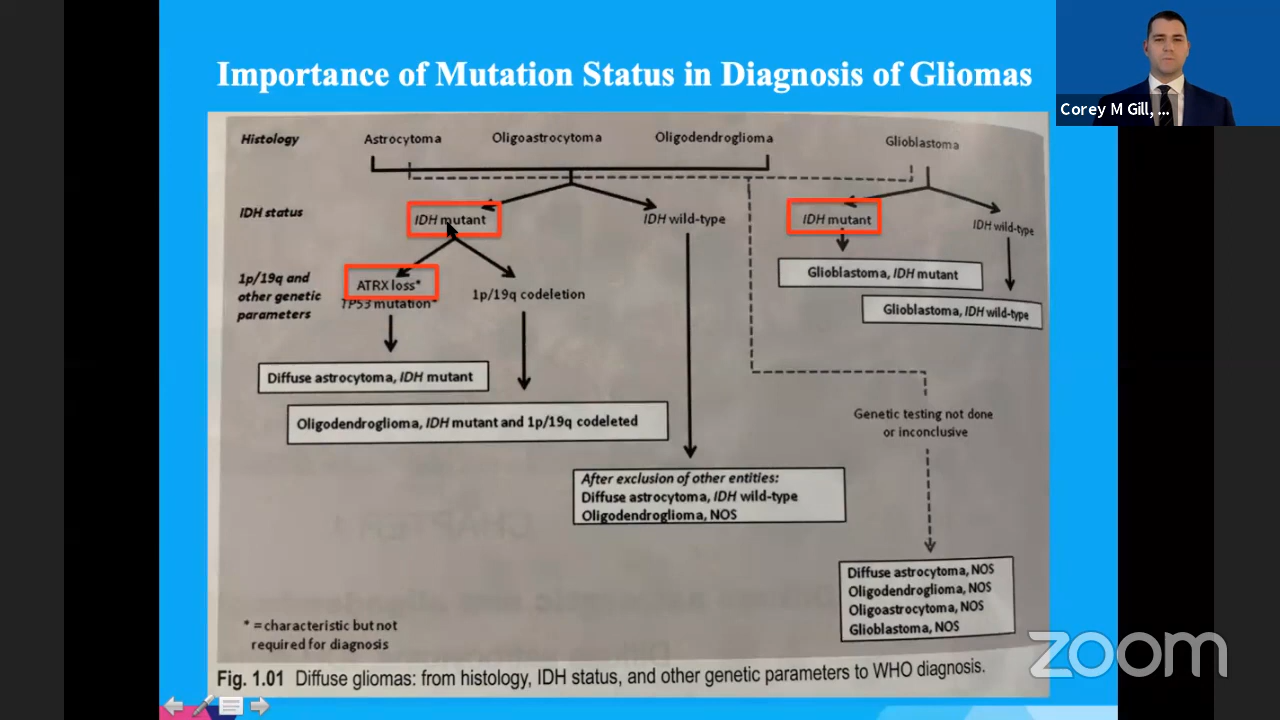 Importance of Mutation Status in Diagnosis of Gliomas
Corey M Gill, ...
Histology
Astrocytoma
Oligoastrocytoma
Oligodendroglioma
Glioblastoma
IDH status
IDH mutant
IDH wild-type
IDH mutant
IDH wild-type
1p/19q and
other genetic
parameters
ATRX loss*
TP53 mutation*
1p/19q codeletion
Glioblastoma, IDH mutant
Glioblastoma, IDH wild-type
Diffuse astrocytoma, IDH mutant
Oligodendroglioma, IDH mutant and 1p/19q codeleted
Genetic testing not done
or inconclusive
After exclusion of other entities:
Diffuse astrocytoma, IDH wild-type
Oligodendroglioma, NOS
Diffuse astrocytoma, NOS
Oligodendroglioma, NOS
Oligoastrocytoma, NOS
Glioblastoma, NOS
* = characteristic but not
required for diagnosis
Fig. 1.01 Diffuse gliomas: from histology, IDH status, and other genetic parameters to WHO diagnosis.
zoom